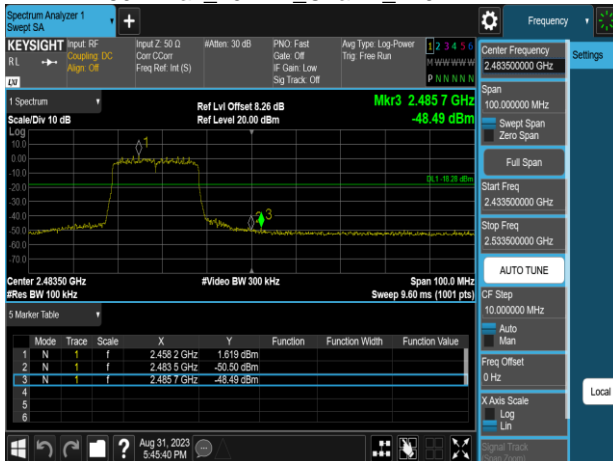 Spectrum Analyzer 1
Swept SA
+
Frequency
KEYSIGHT
RL
LXI
Input: RF
Coupling: DC
Align: Off
Input Z: 50 Ω
Corr CCorr
Freq Ref: Int (S)
#Atten: 30 dB
PNO: Fast
Gate: Off
IF Gain: Low
Sig Track: Off
Avg Type: Log-Power
Trig: Free Run
1 2 3 4 5 6
M W W W W W
P N N N N N
1 Spectrum
Scale/Div 10 dB
Ref Lvl Offset 8.26 dB
Ref Level 20.00 dBm
Mkr3 2.485 7 GHz
-48.49 dBm
Log
10.0
0.00
-10.0
-20.0
-30.0
-40.0
-50.0
-60.0
-70.0
1
2
3
DL1 -18.28 dBm
Center 2.48350 GHz
#Video BW 300 kHz
Span 100.0 MHz
#Res BW 100 kHz
Sweep 9.60 ms (1001 pts)
5 Marker Table
Mode Trace Scale X Y Function Function Width Function Value
1 N 1 f 2.458 2 GHz 1.619 dBm
2 N 1 f 2.483 5 GHz -50.50 dBm
3 N 1 f 2.485 7 GHz -48.49 dBm
4
5
6
?
Aug 31, 2023
5:45:40 PM
Center Frequency
2.483500000 GHz
Span
100.000000 MHz
Swept Span
Zero Span
Full Span
Start Freq
2.433500000 GHz
Stop Freq
2.533500000 GHz
AUTO TUNE
CF Step
10.000000 MHz
Auto
Man
Freq Offset
0 Hz
X Axis Scale
Log
Lin
Signal Track
(Span Zoom)
Settings
Local